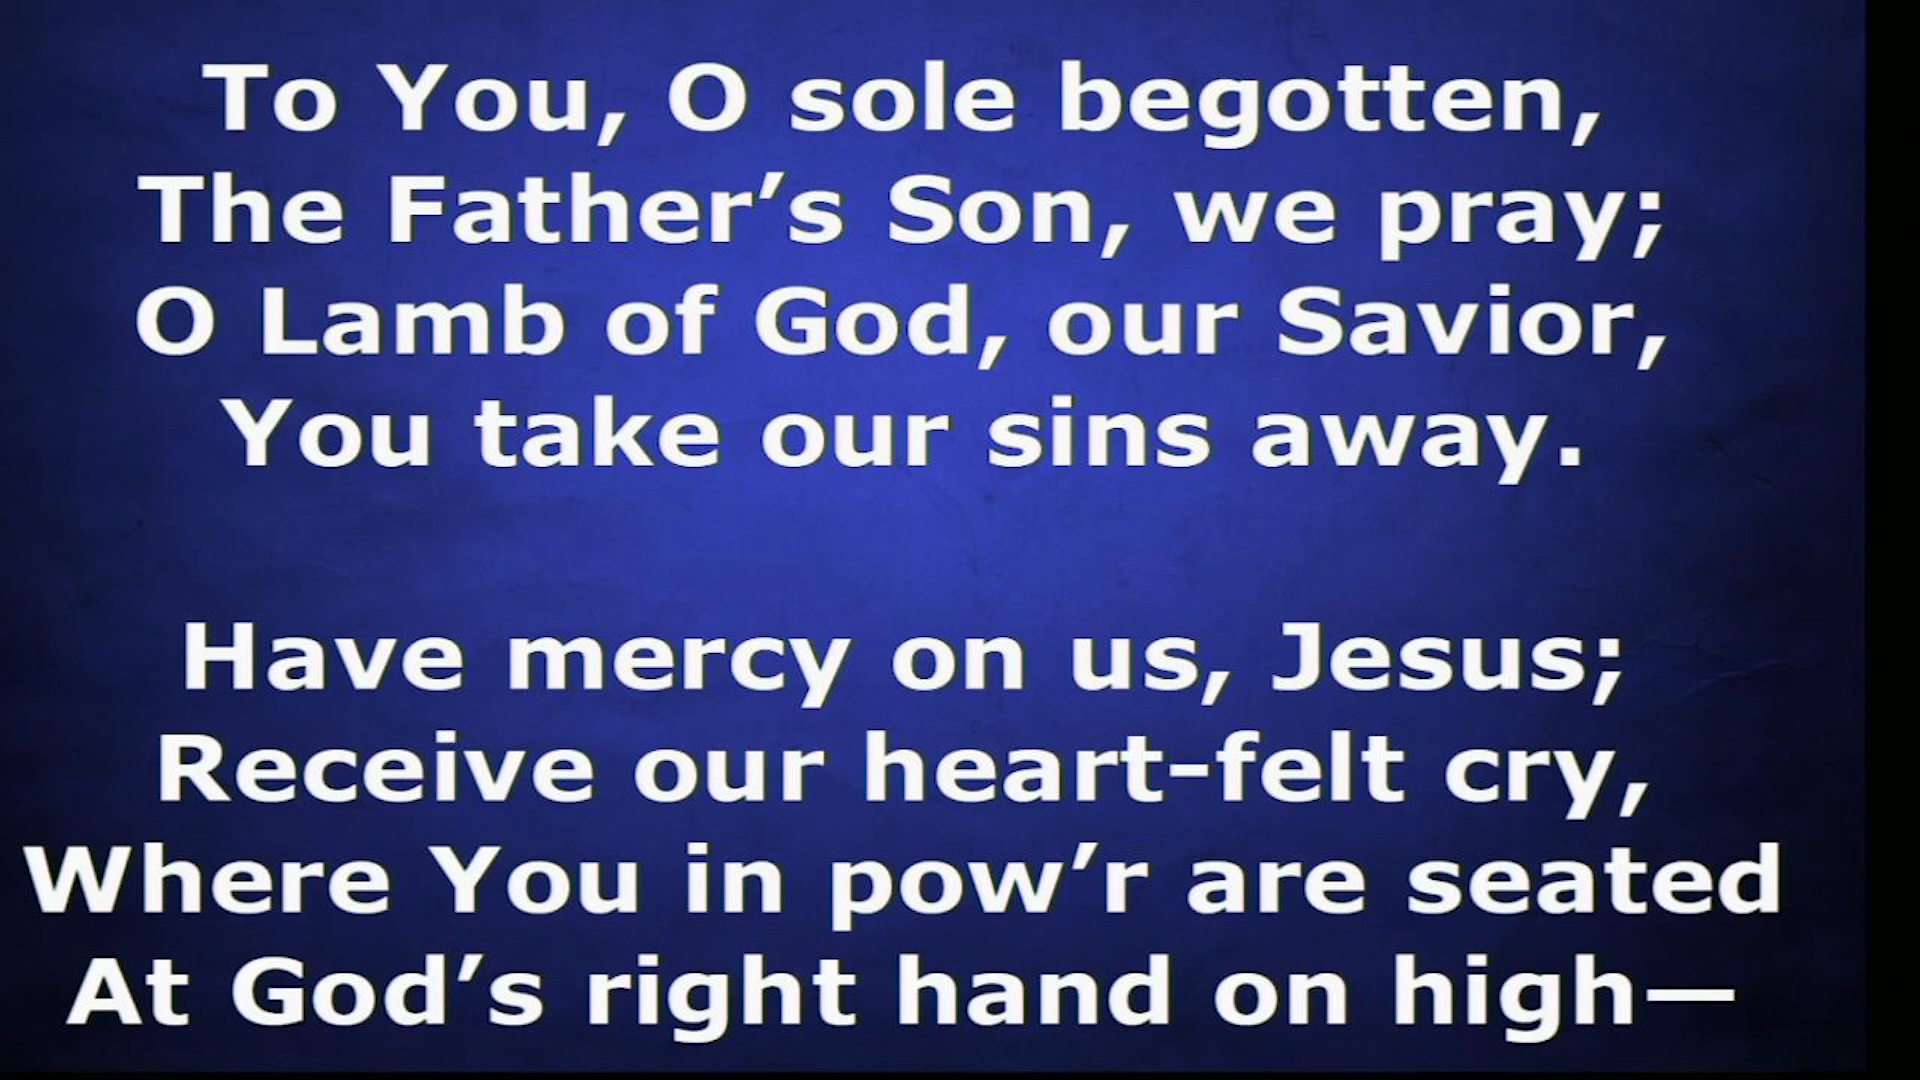 To You, O sole begotten,
The Father’s Son, we pray;
O Lamb of God, our Savior,
You take our sins away.
Have mercy on us, Jesus;
Receive our heart-felt cry,
Where You in pow’r are seated
At God’s right hand on high—